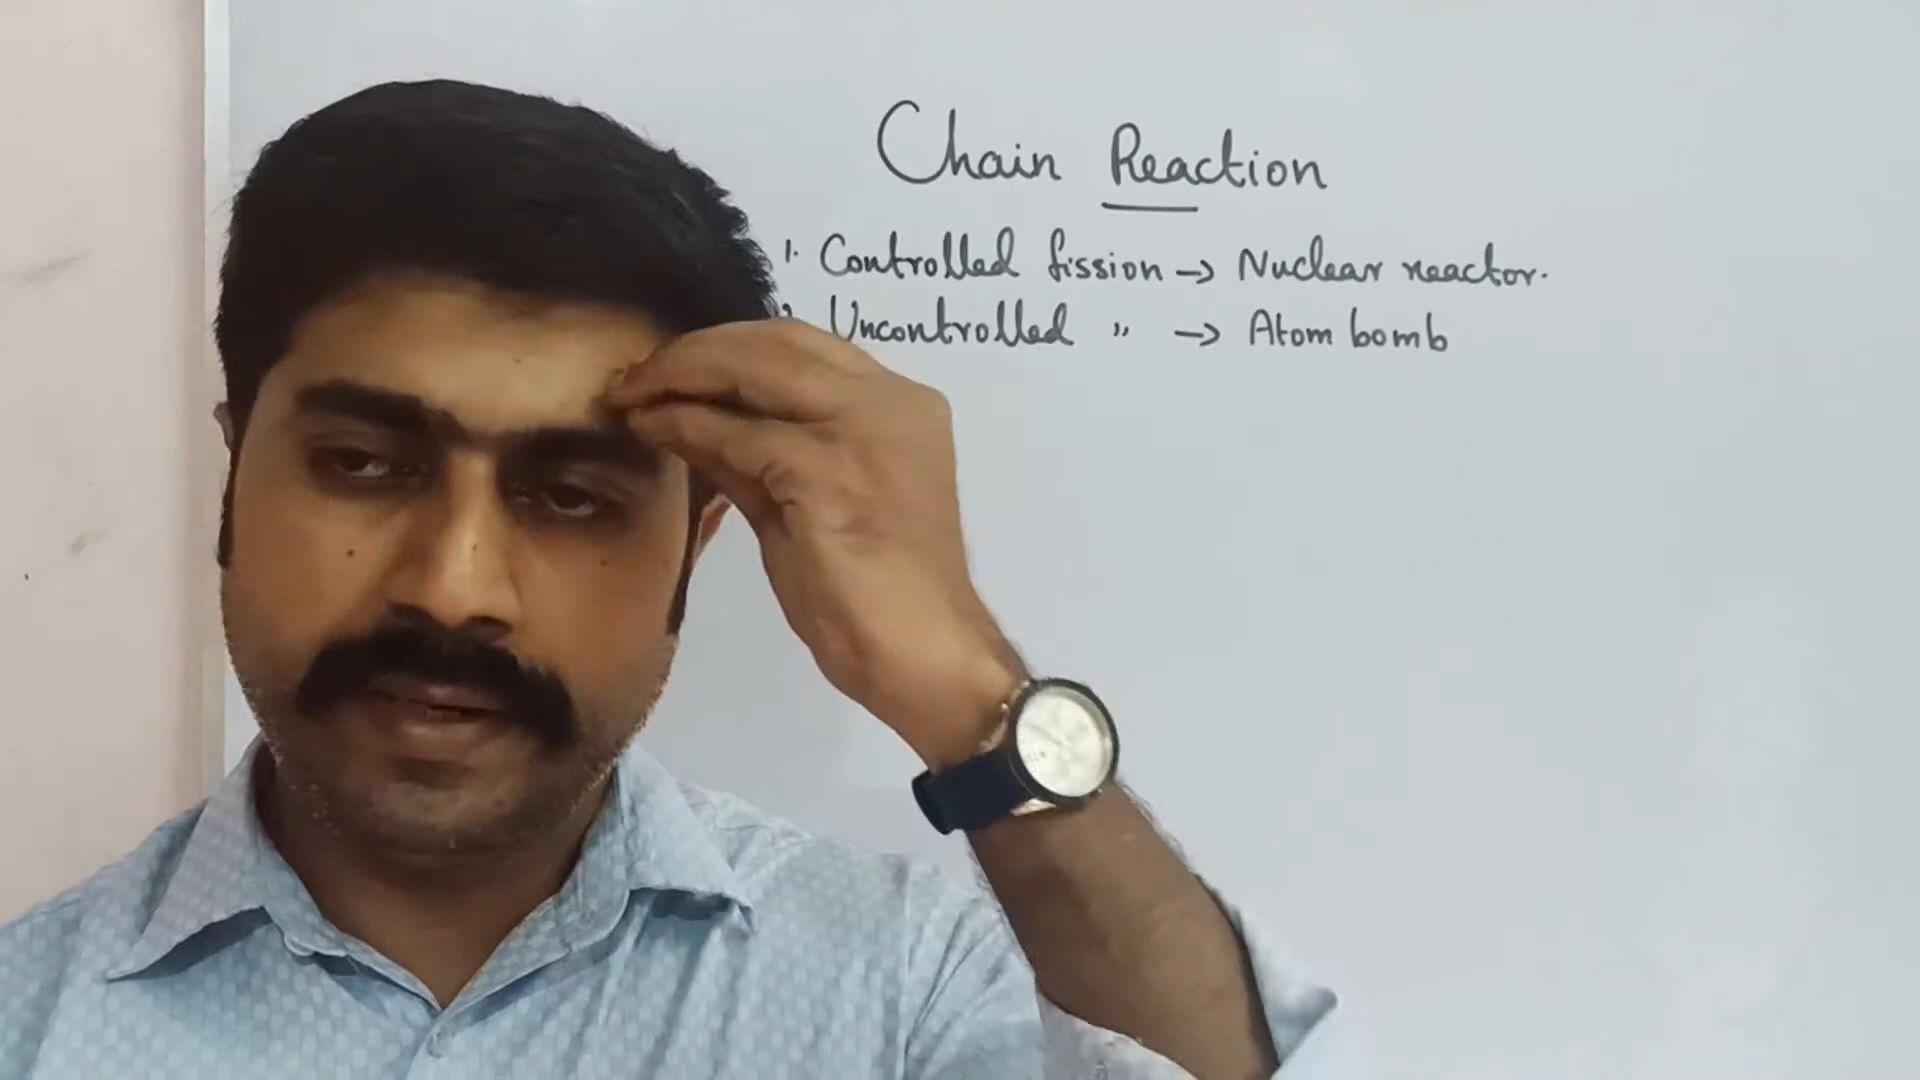 Chain Reaction
1. Controlled fission → Nuclear reactor.
Uncontrolled " → Atom bomb